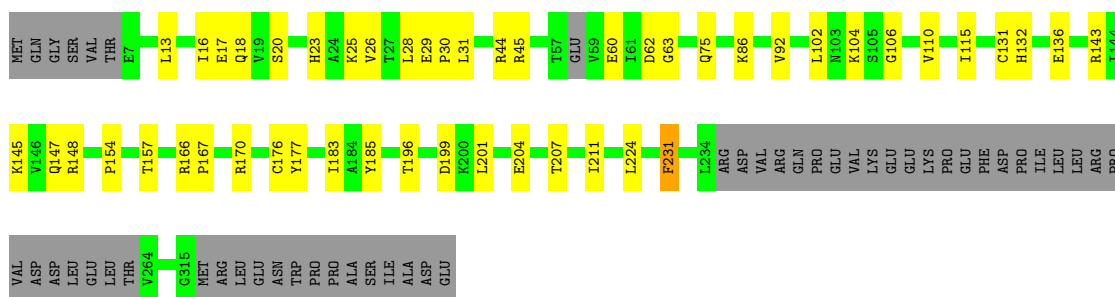 MET GLN GLY SER VAL THR E7 L13 I16 E17 Q18 V19 S20 H23 A24 K25 V26 T27 L28 E29 P30 L31 R44 R45 T57 GLU V59 E60 I61 D62 G63 Q75 K86 V92 L102 N103 K104 S105 G106 V110 I115 C131 H132 E136 R143 I144
K145 V146 Q147 R148 P154 T157 R166 P167 R170 C176 Y177 I183 A184 Y185 T196 D199 K200 L201 E204 T207 I211 L224 F231 L234 ARG ASP VAL ARG GLN PRO GLU VAL LYS GLU GLU LYS PRO GLU PHE ASP PRO ILE LEU LEU ARG PRO
VAL ASP ASP LEU GLU LEU THR V264 G315 MET ARG LEU GLU ASN TRP PRO PRO ALA SER ILE ALA ASP GLU